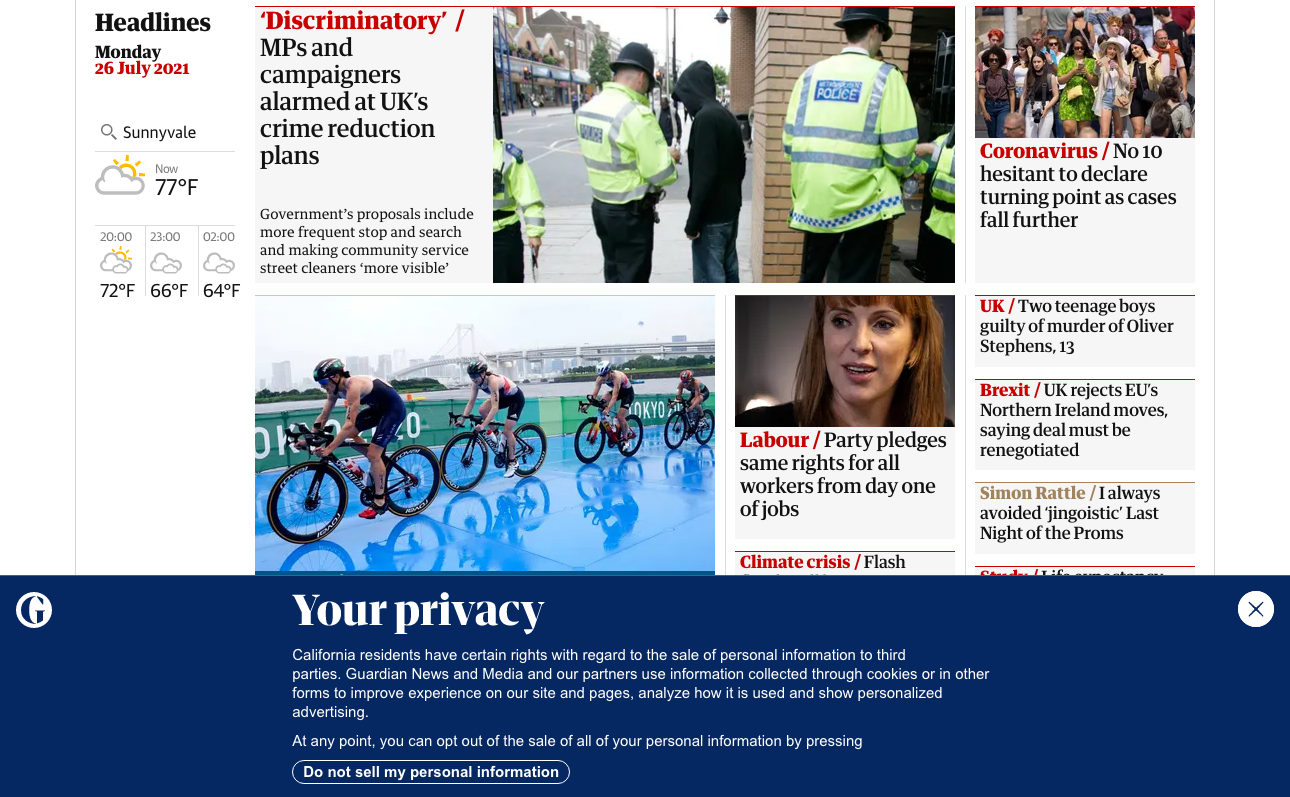 Headlines
Monday
26 July 2021
Sunnyvale
Now
77°F
20:00
23:00
02:00
72°F
66°F
64°F
‘Discriminatory’ /
MPs and
campaigners
alarmed at UK’s
crime reduction
plans
Government’s proposals include
more frequent stop and search
and making community service
street cleaners ‘more visible’
POLICE
METROPOLITAN
POLICE
Coronavirus / No 10
hesitant to declare
turning point as cases
fall further
TOKYO 2020
TOKYO
Labour / Party pledges
same rights for all
workers from day one
of jobs
Climate crisis / Flash
UK / Two teenage boys
guilty of murder of Oliver
Stephens, 13
Brexit / UK rejects EU’s
Northern Ireland moves,
saying deal must be
renegotiated
Simon Rattle / I always
avoided ‘jingoistic’ Last
Night of the Proms
Study / Life expectancy
G
Your privacy
California residents have certain rights with regard to the sale of personal information to third
parties. Guardian News and Media and our partners use information collected through cookies or in other
forms to improve experience on our site and pages, analyze how it is used and show personalized
advertising.
At any point, you can opt out of the sale of all of your personal information by pressing
Do not sell my personal information